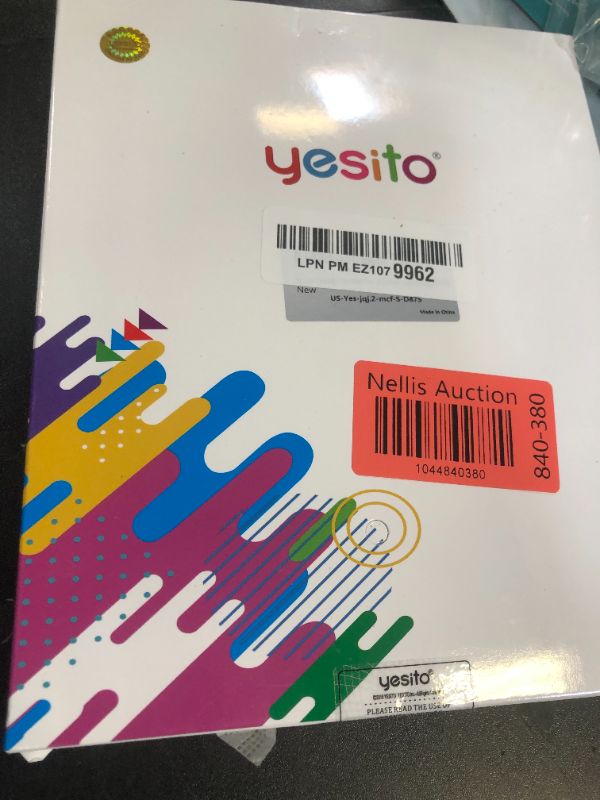 yesito®
LPN PM EZ107 9962
New
US-Yes-jqj.2-mcf-S-DA75
Made in China
Nellis Auction
1044840380
840-380
yesito®
PLEASE READ THE USE OF